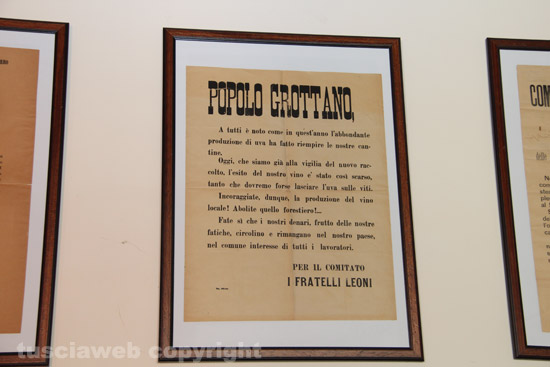 POPOLO GROTTANO,
A tutti è noto come in quest'anno l'abbondante
produzione di uva ha fatto riempire le nostre can-
tine.
Oggi, che siamo già alla vigilia del nuovo rac-
colto, l'esito del nostro vino e' stato così scarso,
tanto che dovremo forse lasciare l'uva sulle viti.
Incoraggiate, dunque, la produzione del vino
locale! Abolite quello forestiero!...
Fate sì che i nostri denari, frutto delle nostre
fatiche, circolino e rimangano nel nostro paese,
nel comune interesse di tutti i lavoratori.
PER IL COMITATO
I FRATELLI LEONI
COM
delle
tusciaweb copyright